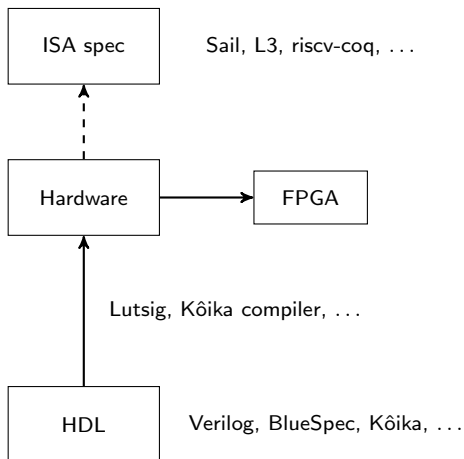 ISA spec
Sail, L3, riscv-coq, ...
Hardware
FPGA
Lutsig, Kôika compiler, ...
HDL
Verilog, BlueSpec, Kôika, ...